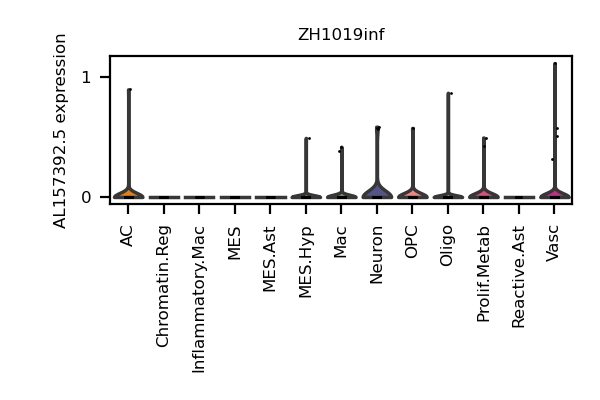 ZH1019inf
AL157392.5 expression
1
0
AC
Chromatin.Reg
Inflammatory.Mac
MES
MES.Ast
MES.Hyp
Mac
Neuron
OPC
Oligo
Prolif.Metab
Reactive.Ast
Vasc